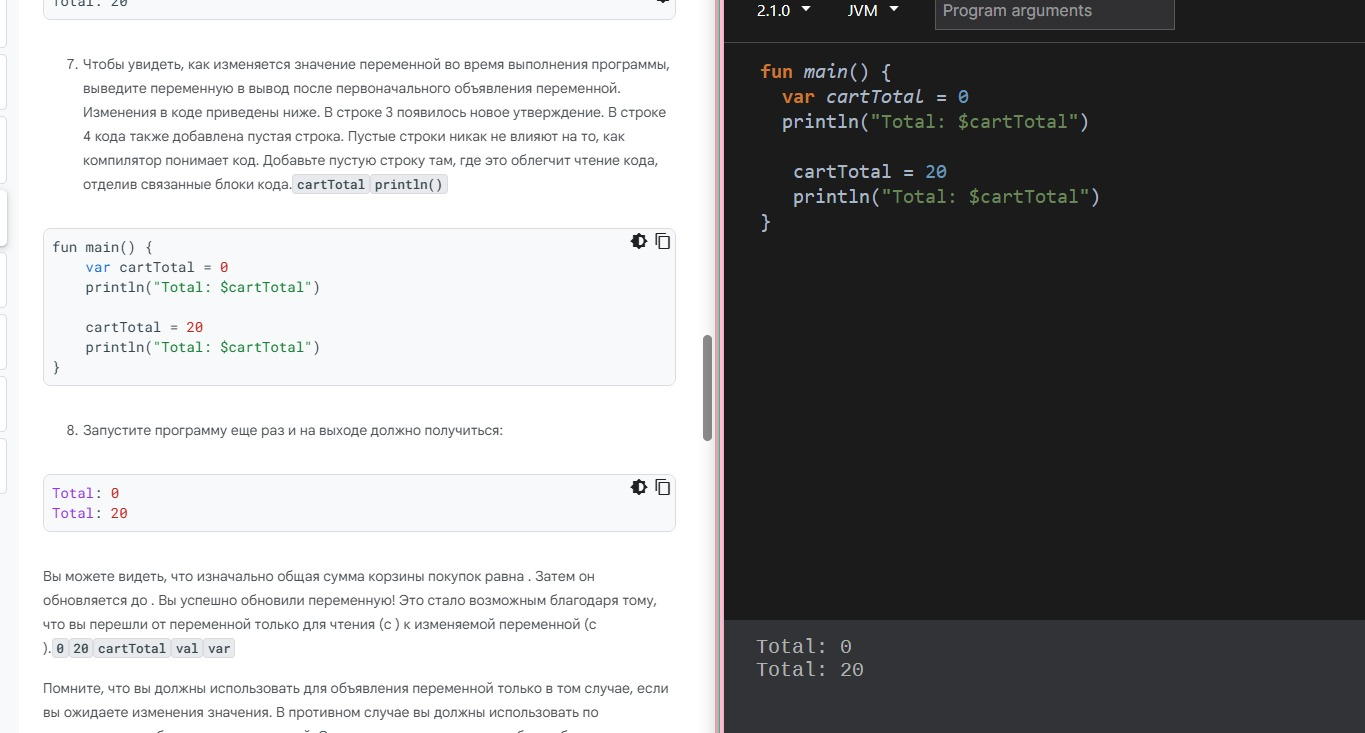 Total: 20
7. Чтобы увидеть, как изменяется значение переменной во время выполнения программы,
выведите переменную в вывод после первоначального объявления переменной.
Изменения в коде приведены ниже. В строке 3 появилось новое утверждение. В строке
4 кода также добавлена пустая строка. Пустые строки никак не влияют на то, как
компилятор понимает код. Добавьте пустую строку там, где это облегчит чтение кода,
отделив связанные блоки кода. cartTotal println()
fun main() {
    var cartTotal = 0
    println("Total: $cartTotal")

    cartTotal = 20
    println("Total: $cartTotal")
}
8. Запустите программу еще раз и на выходе должно получиться:
Total: 0
Total: 20
Вы можете видеть, что изначально общая сумма корзины покупок равна . Затем он
обновляется до . Вы успешно обновили переменную! Это стало возможным благодаря тому,
что вы перешли от переменной только для чтения (с ) к изменяемой переменной (с
). 0 20 cartTotal val var
Помните, что вы должны использовать для объявления переменной только в том случае, если
вы ожидаете изменения значения. В противном случае вы должны использовать по
2.1.0 JVM Program arguments
fun main() {
  var cartTotal = 0
  println("Total: $cartTotal")

   cartTotal = 20
   println("Total: $cartTotal")
}
Total: 0
Total: 20